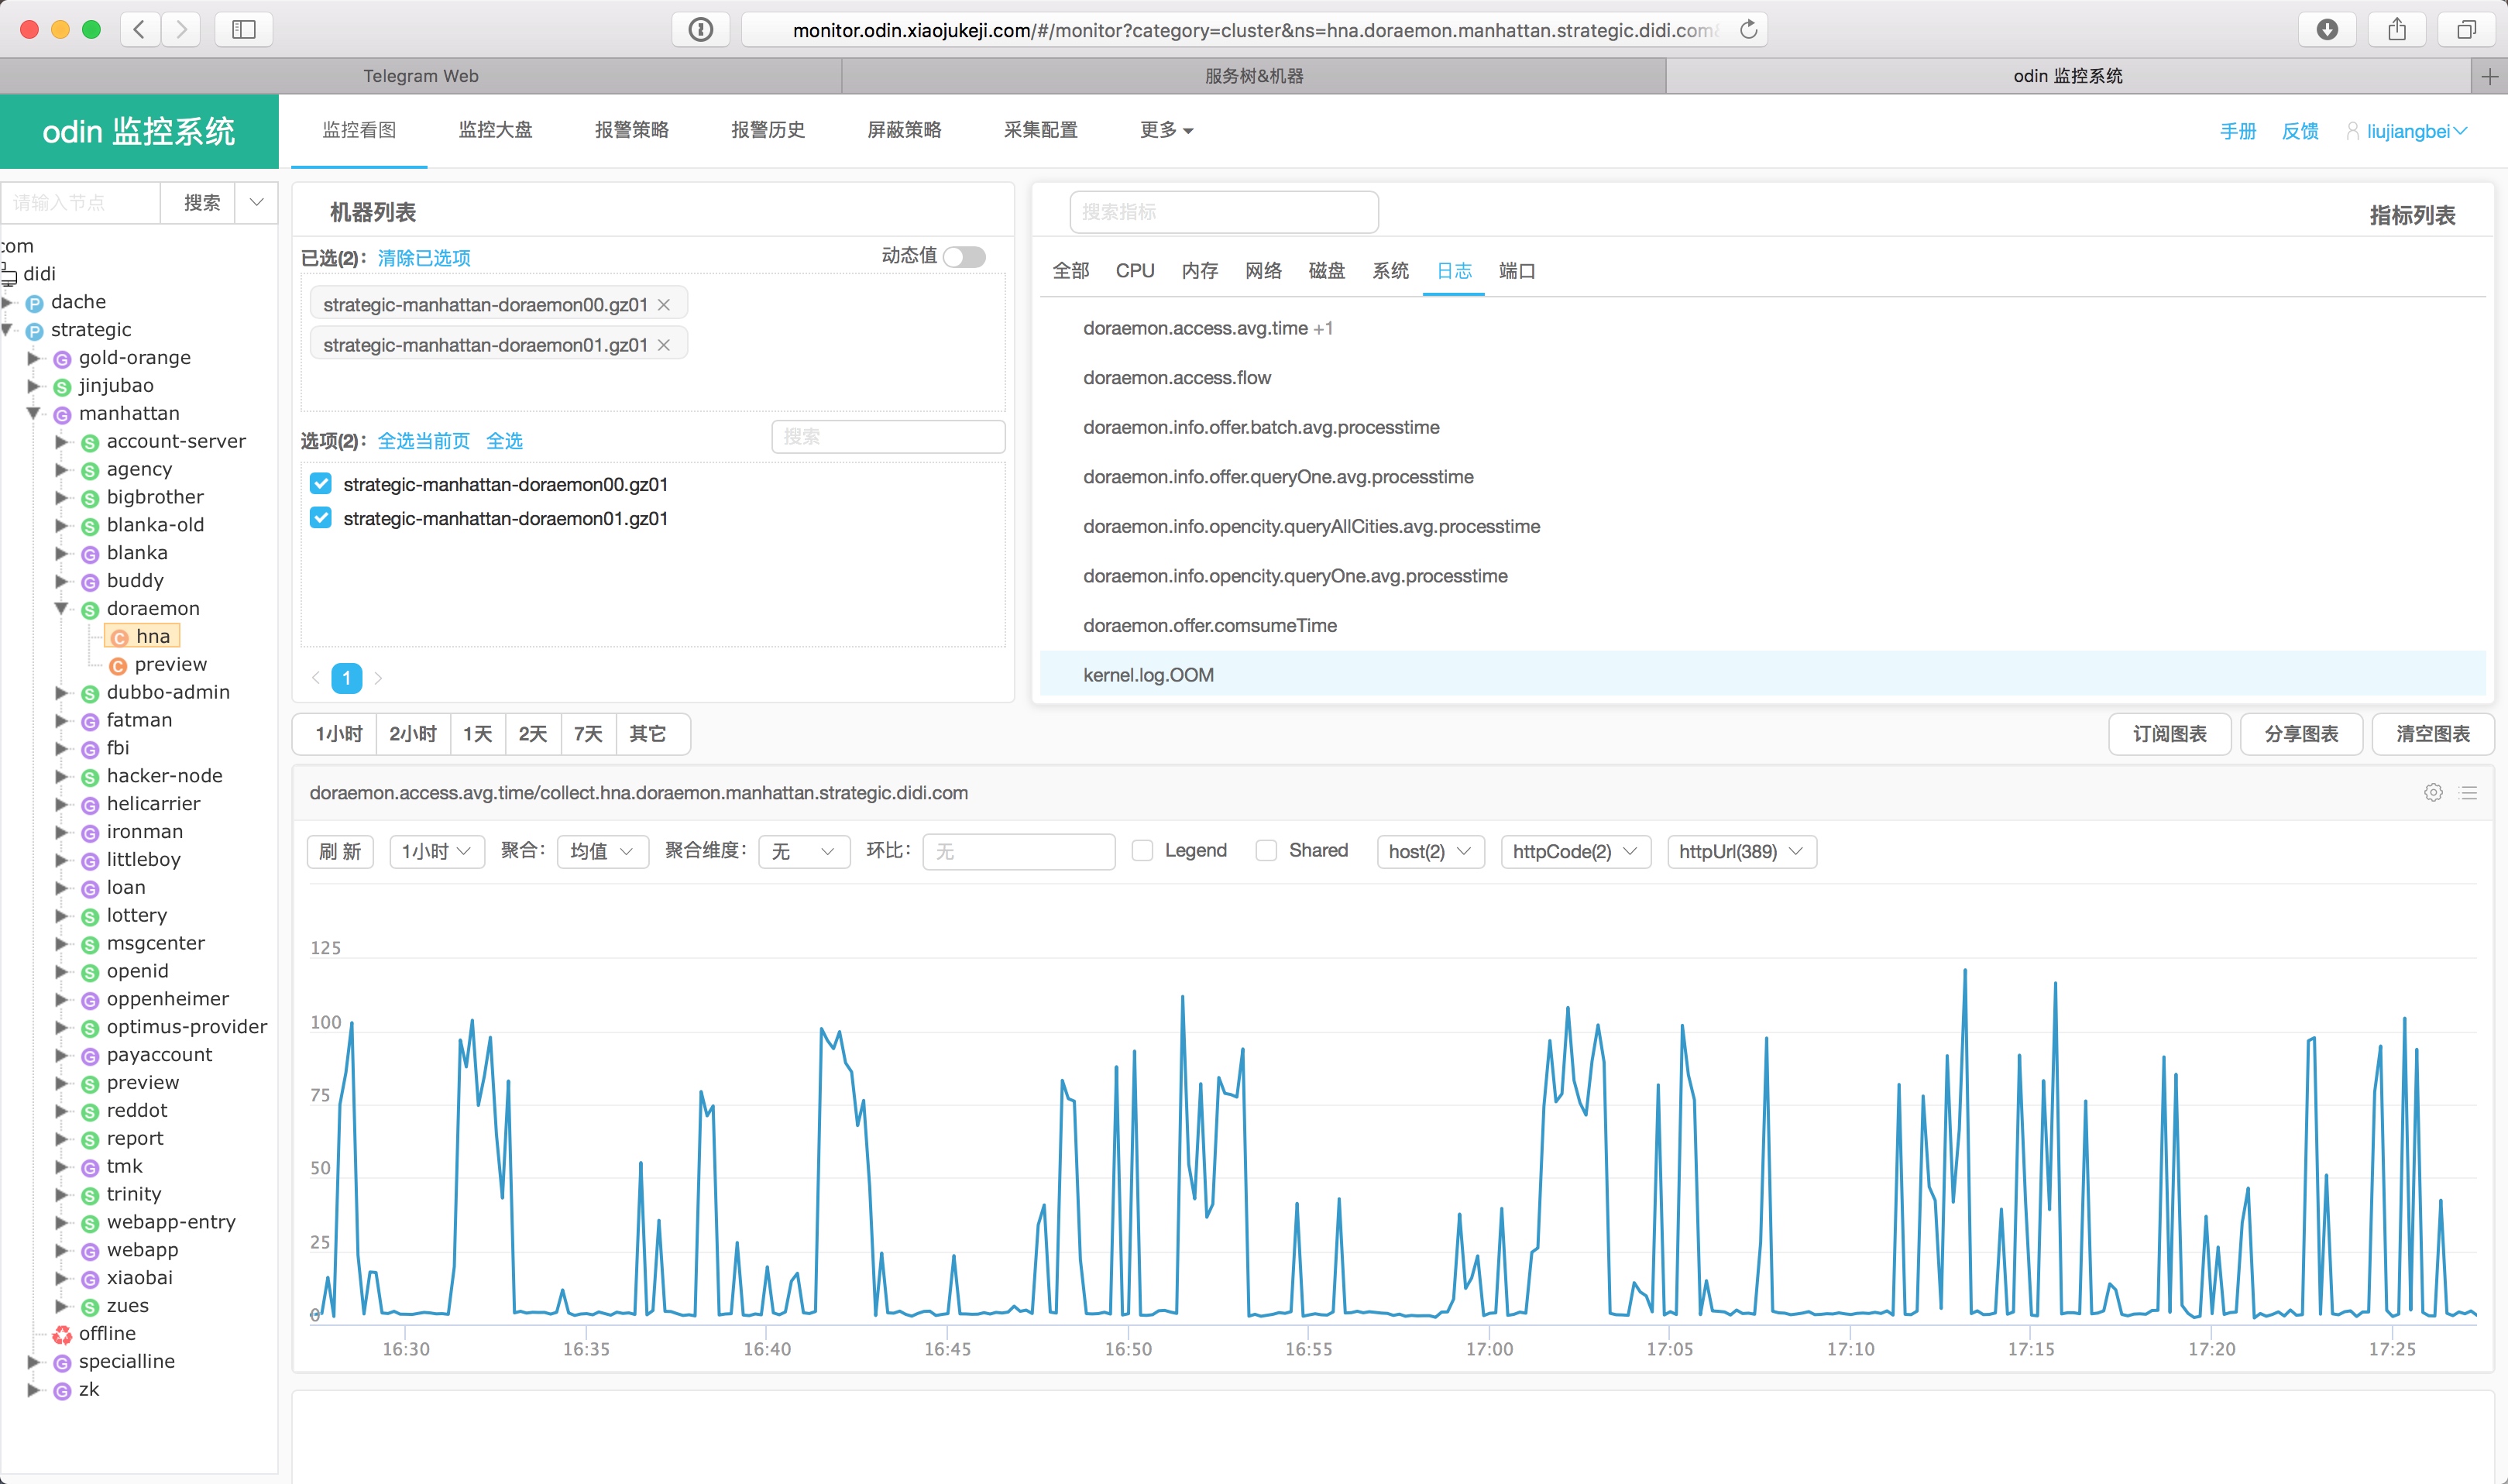 monitor.odin.xiaojukeji.com/#/monitor?category=cluster&ns=hna.doraemon.manhattan.strategic.didi.com
Telegram Web
服务树&机器
odin 监控系统
odin 监控系统
监控看图 监控大盘 报警策略 报警历史 屏蔽策略 采集配置 更多
手册 反馈 liujiangbei
请输入节点 搜索
com
didi
dache
strategic
gold-orange
jinjubao
manhattan
account-server
agency
bigbrother
blanka-old
blanka
buddy
doraemon
hna
preview
dubbo-admin
fatman
fbi
hacker-node
helicarrier
ironman
littleboy
loan
lottery
msgcenter
openid
oppenheimer
optimus-provider
payaccount
preview
reddot
report
tmk
trinity
webapp-entry
webapp
xiaobai
zues
offline
specialline
zk
机器列表
已选(2): 清除已选项 动态值
strategic-manhattan-doraemon00.gz01
strategic-manhattan-doraemon01.gz01
选项(2): 全选当前页 全选 搜索
strategic-manhattan-doraemon00.gz01
strategic-manhattan-doraemon01.gz01
1
搜索指标 指标列表
全部 CPU 内存 网络 磁盘 系统 日志 端口
doraemon.access.avg.time +1
doraemon.access.flow
doraemon.info.offer.batch.avg.processtime
doraemon.info.offer.queryOne.avg.processtime
doraemon.info.opencity.queryAllCities.avg.processtime
doraemon.info.opencity.queryOne.avg.processtime
doraemon.offer.comsumeTime
kernel.log.OOM
1小时 2小时 1天 2天 7天 其它
订阅图表 分享图表 清空图表
doraemon.access.avg.time/collect.hna.doraemon.manhattan.strategic.didi.com
刷 新 1小时 聚合: 均值 聚合维度: 无 环比: 无 Legend Shared host(2) httpCode(2) httpUrl(389)
125
100
75
50
25
0
16:30 16:35 16:40 16:45 16:50 16:55 17:00 17:05 17:10 17:15 17:20 17:25